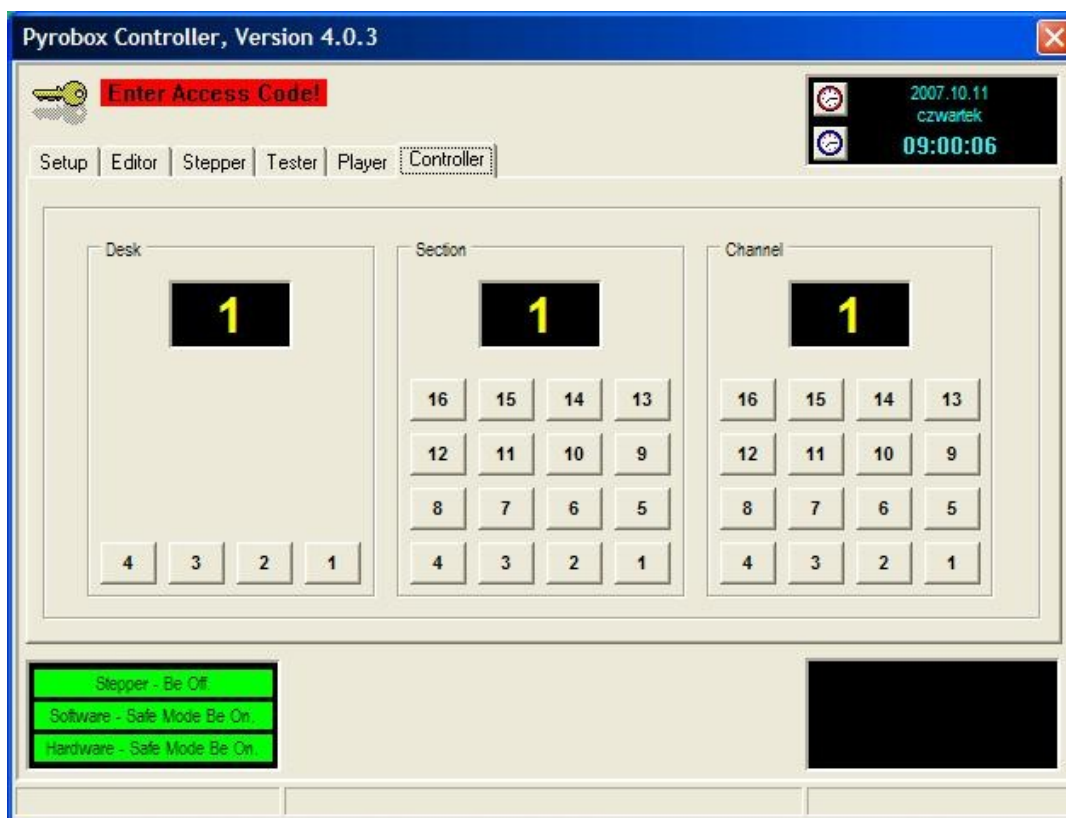 Pyrobox Controller, Version 4.0.3
Enter Access Code!
2007.10.11
czwartek
09:00:06
Setup Editor Stepper Tester Player Controller
Desk Section Channel
1 1 1
16 15 14 13 16 15 14 13
12 11 10 9 12 11 10 9
8 7 6 5 8 7 6 5
4 3 2 1 4 3 2 1 4 3 2 1
Stepper - Be Off.
Software - Safe Mode Be On.
Hardware - Safe Mode Be On.